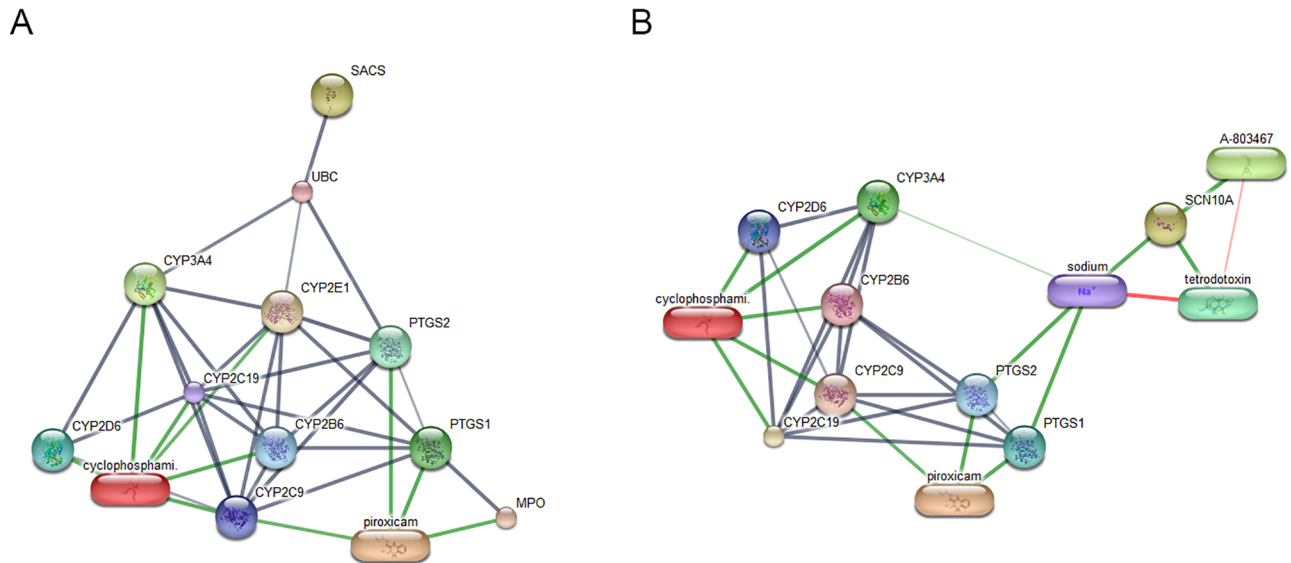 A
SACS
UBC
CYP3A4
CYP2E1
PTGS2
CYP2C19
CYP2D6
CYP2B6
PTGS1
cyclophosphami.
CYP2C9
MPO
piroxicam
B
A-803467
CYP3A4
SCN10A
CYP2D6
sodium
Na+
tetrodotoxin
CYP2B6
cyclophosphami.
CYP2C9
PTGS2
CYP2C19
PTGS1
piroxicam